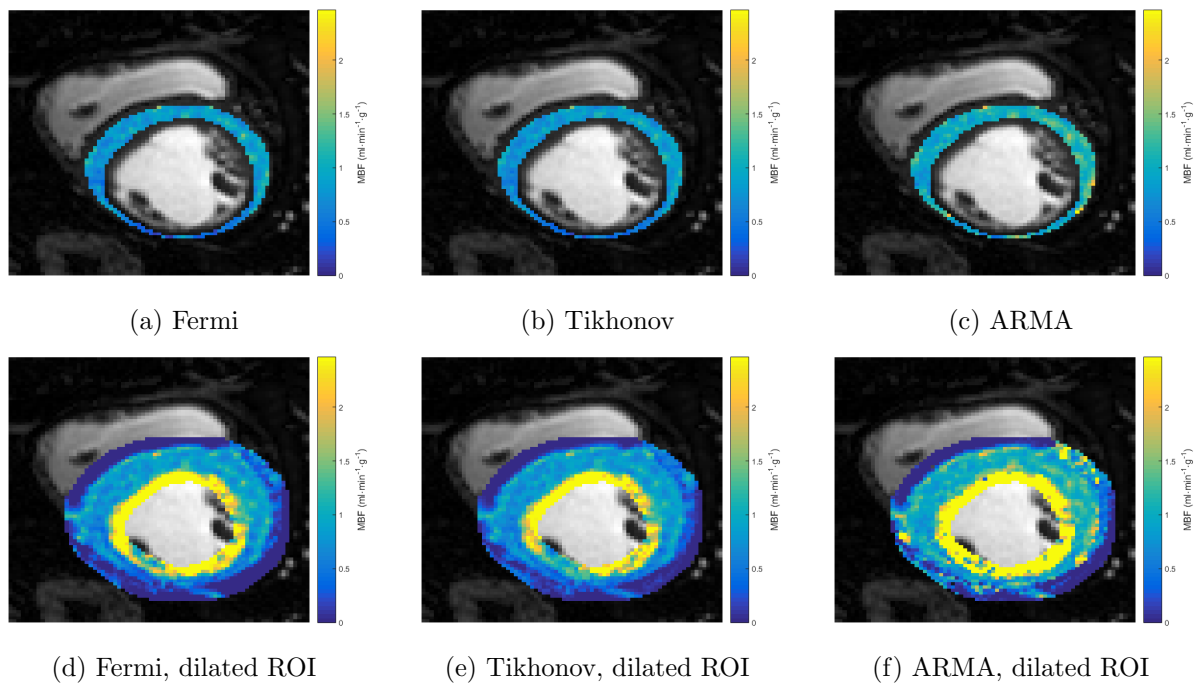 2
1.5
1
0.5
0
MBF (ml·min⁻¹·g⁻¹)
2
1.5
1
0.5
0
MBF (ml·min⁻¹·g⁻¹)
2
1.5
1
0.5
0
MBF (ml·min⁻¹·g⁻¹)
(a) Fermi
(b) Tikhonov
(c) ARMA
2
1.5
1
0.5
0
MBF (ml·min⁻¹·g⁻¹)
2
1.5
1
0.5
0
MBF (ml·min⁻¹·g⁻¹)
2
1.5
1
0.5
0
MBF (ml·min⁻¹·g⁻¹)
(d) Fermi, dilated ROI
(e) Tikhonov, dilated ROI
(f) ARMA, dilated ROI